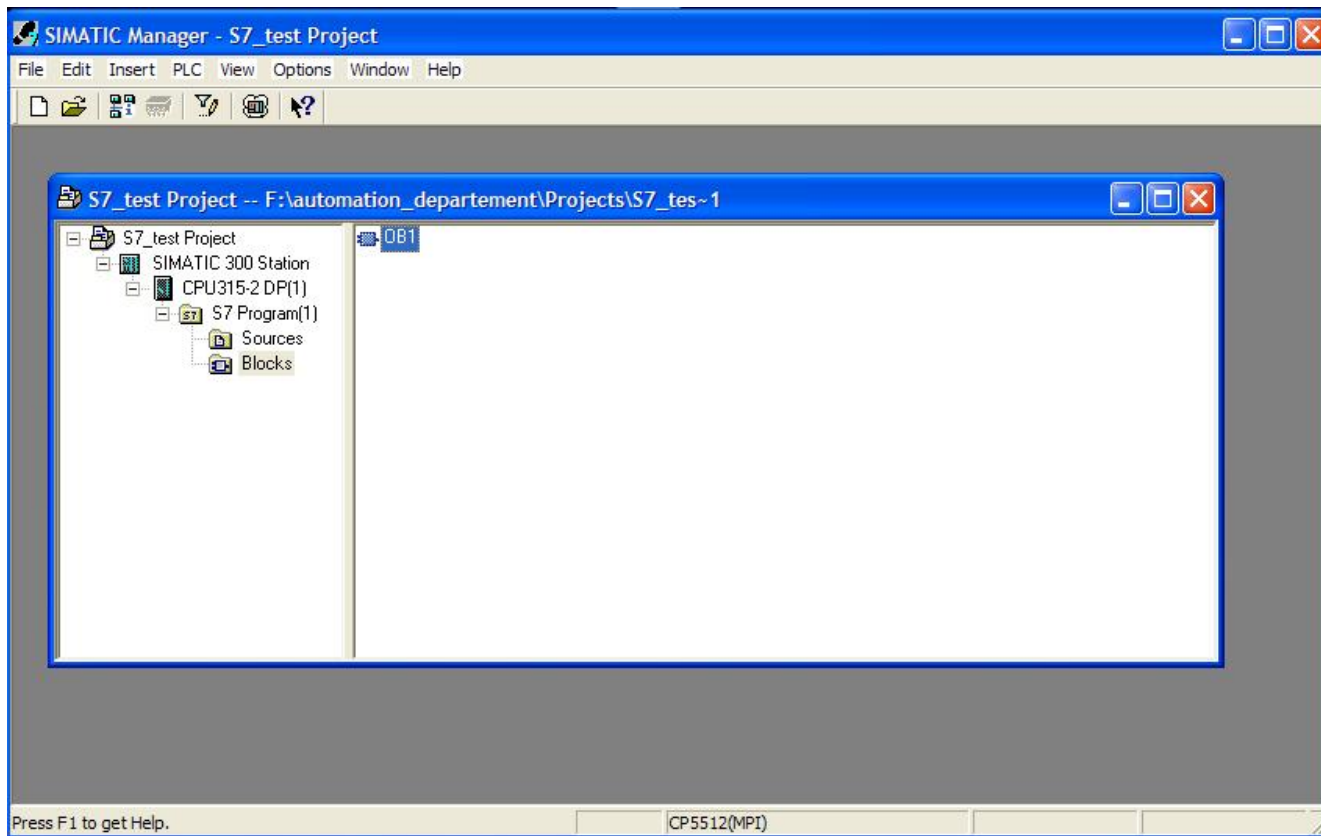 SIMATIC Manager - S7_test Project
File Edit Insert PLC View Options Window Help
S7_test Project -- F:\automation_departement\Projects\S7_tes~1
S7_test Project
SIMATIC 300 Station
CPU315-2 DP(1)
S7 Program(1)
Sources
Blocks
OB1
Press F1 to get Help.
CP5512(MPI)